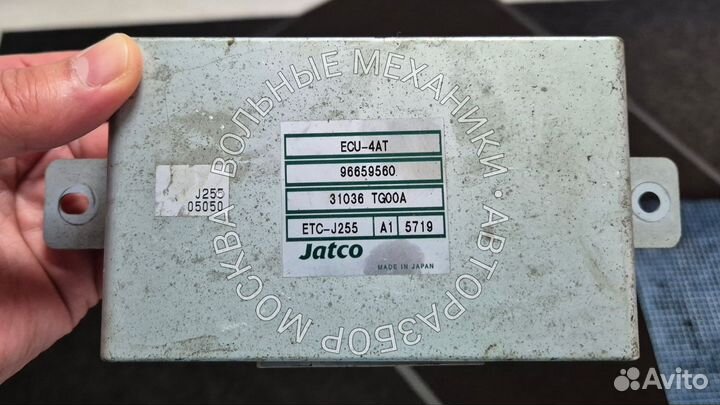 МОСКВА ВОЛЬНЫЕ МЕХАНИКИ · АВТОРАЗБОР
ECU-4AT
96659560
31036 TG00A
ETC-J255 A1 5719
Jatco
MADE IN JAPAN
J255
05050
Avito